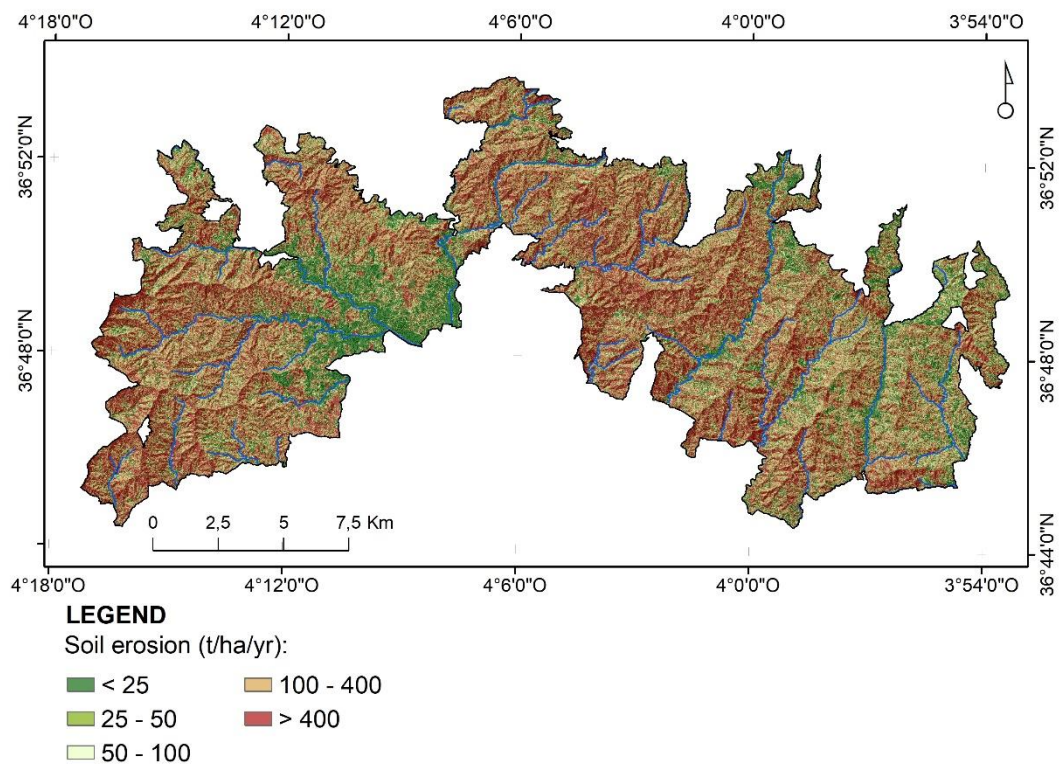 4°18'0"O 4°12'0"O 4°6'0"O 4°00'0"O 3°54'0"O
36°52'0"N 36°52'0"N
36°48'0"N 36°48'0"N
36°44'0"N
0 2,5 5 7,5 Km
4°18'0"O 4°12'0"O 4°6'0"O 4°00'0"O 3°54'0"O
LEGEND
Soil erosion (t/ha/yr):
< 25 100 - 400
25 - 50 > 400
50 - 100